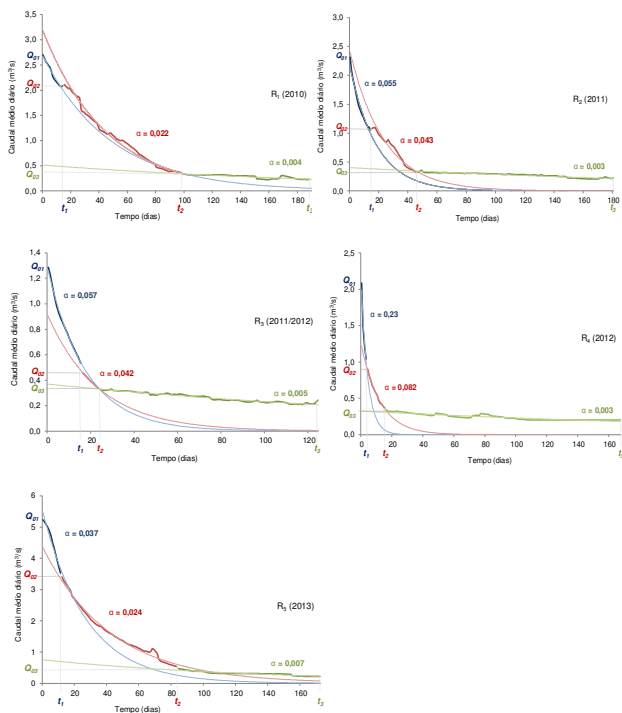 Caudal médio diário (m³/s)
3,5
3,0
2,5
2,0
1,5
1,0
0,5
0,0
Q₀₁
Q₀₂
Q₀₃
R₁ (2010)
α = 0,022
α = 0,004
0 20 40 60 80 100 120 140 160 180
t₁ t₂ t₃
Tempo (dias)
Caudal médio diário (m³/s)
3,0
2,5
2,0
1,5
1,0
0,5
0,0
Q₀₁
Q₀₂
Q₀₃
α = 0,055
R₂ (2011)
α = 0,043
α = 0,003
0 20 40 60 80 100 120 140 160 180
t₁ t₂ t₃
Tempo (dias)
Caudal médio diário (m³/s)
1,4
1,2
1,0
0,8
0,6
0,4
0,2
0,0
Q₀₁
Q₀₂
Q₀₃
α = 0,057
R₃ (2011/2012)
α = 0,042
α = 0,005
0 20 40 60 80 100 120
t₁ t₂ t₃
Tempo (dias)
Caudal médio diário (m³/s)
2,5
2,0
1,5
1,0
0,5
0,0
Q₀₁
Q₀₂
Q₀₃
α = 0,23
R₄ (2012)
α = 0,082
α = 0,003
0 20 40 60 80 100 120 140 160
t₁ t₂ t₃
Tempo (dias)
Caudal médio diário (m³/s)
6
5
4
3
2
1
0
Q₀₁
Q₀₂
Q₀₃
α = 0,037
α = 0,024
R₅ (2013)
α = 0,007
0 20 40 60 80 100 120 140 160
t₁ t₂ t₃
Tempo (dias)